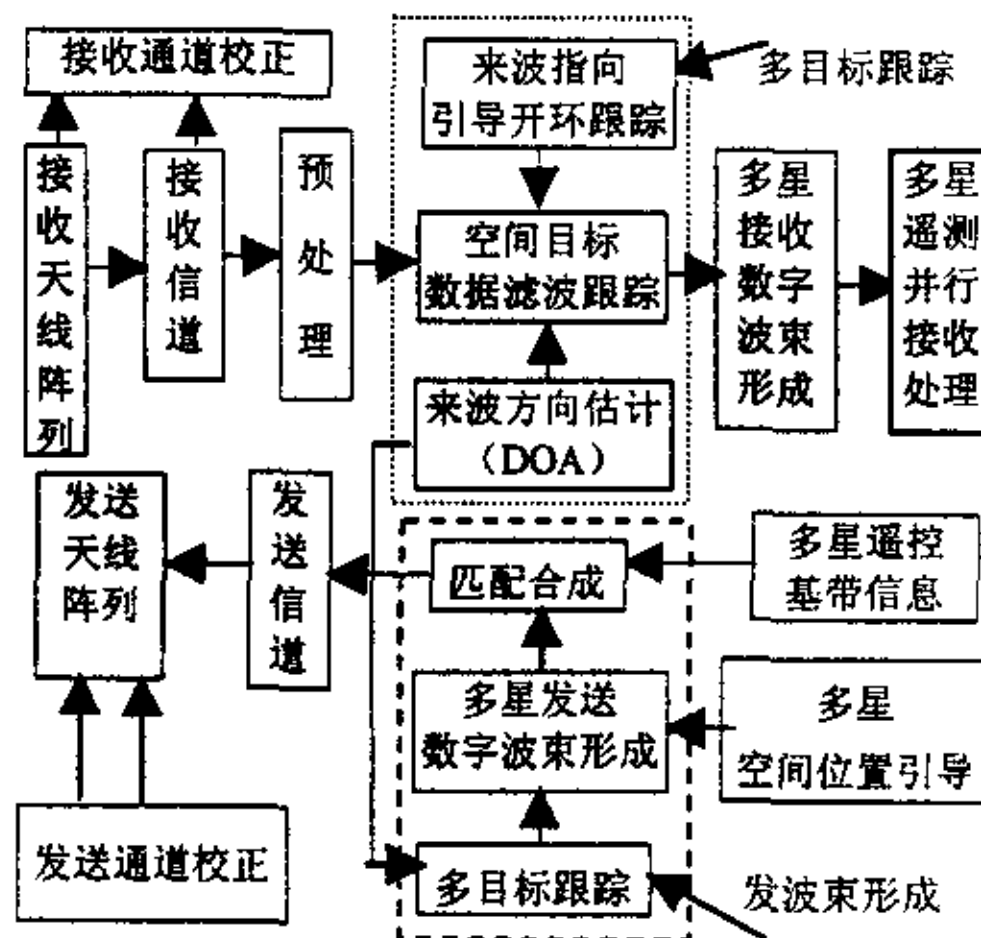 接收通道校正
来波指向
引导开环跟踪
多目标跟踪
接收天线阵列
接收信道
预处理
空间目标
数据滤波跟踪
多星
接收
数字
波束
形成
多星
遥测
并行
接收
处理
来波方向估计
（DOA）
发送
天线
阵列
发送信道
匹配合成
多星遥控
基带信息
多星发送
数字波束形成
多星
空间位置引导
发送通道校正
多目标跟踪
发波束形成